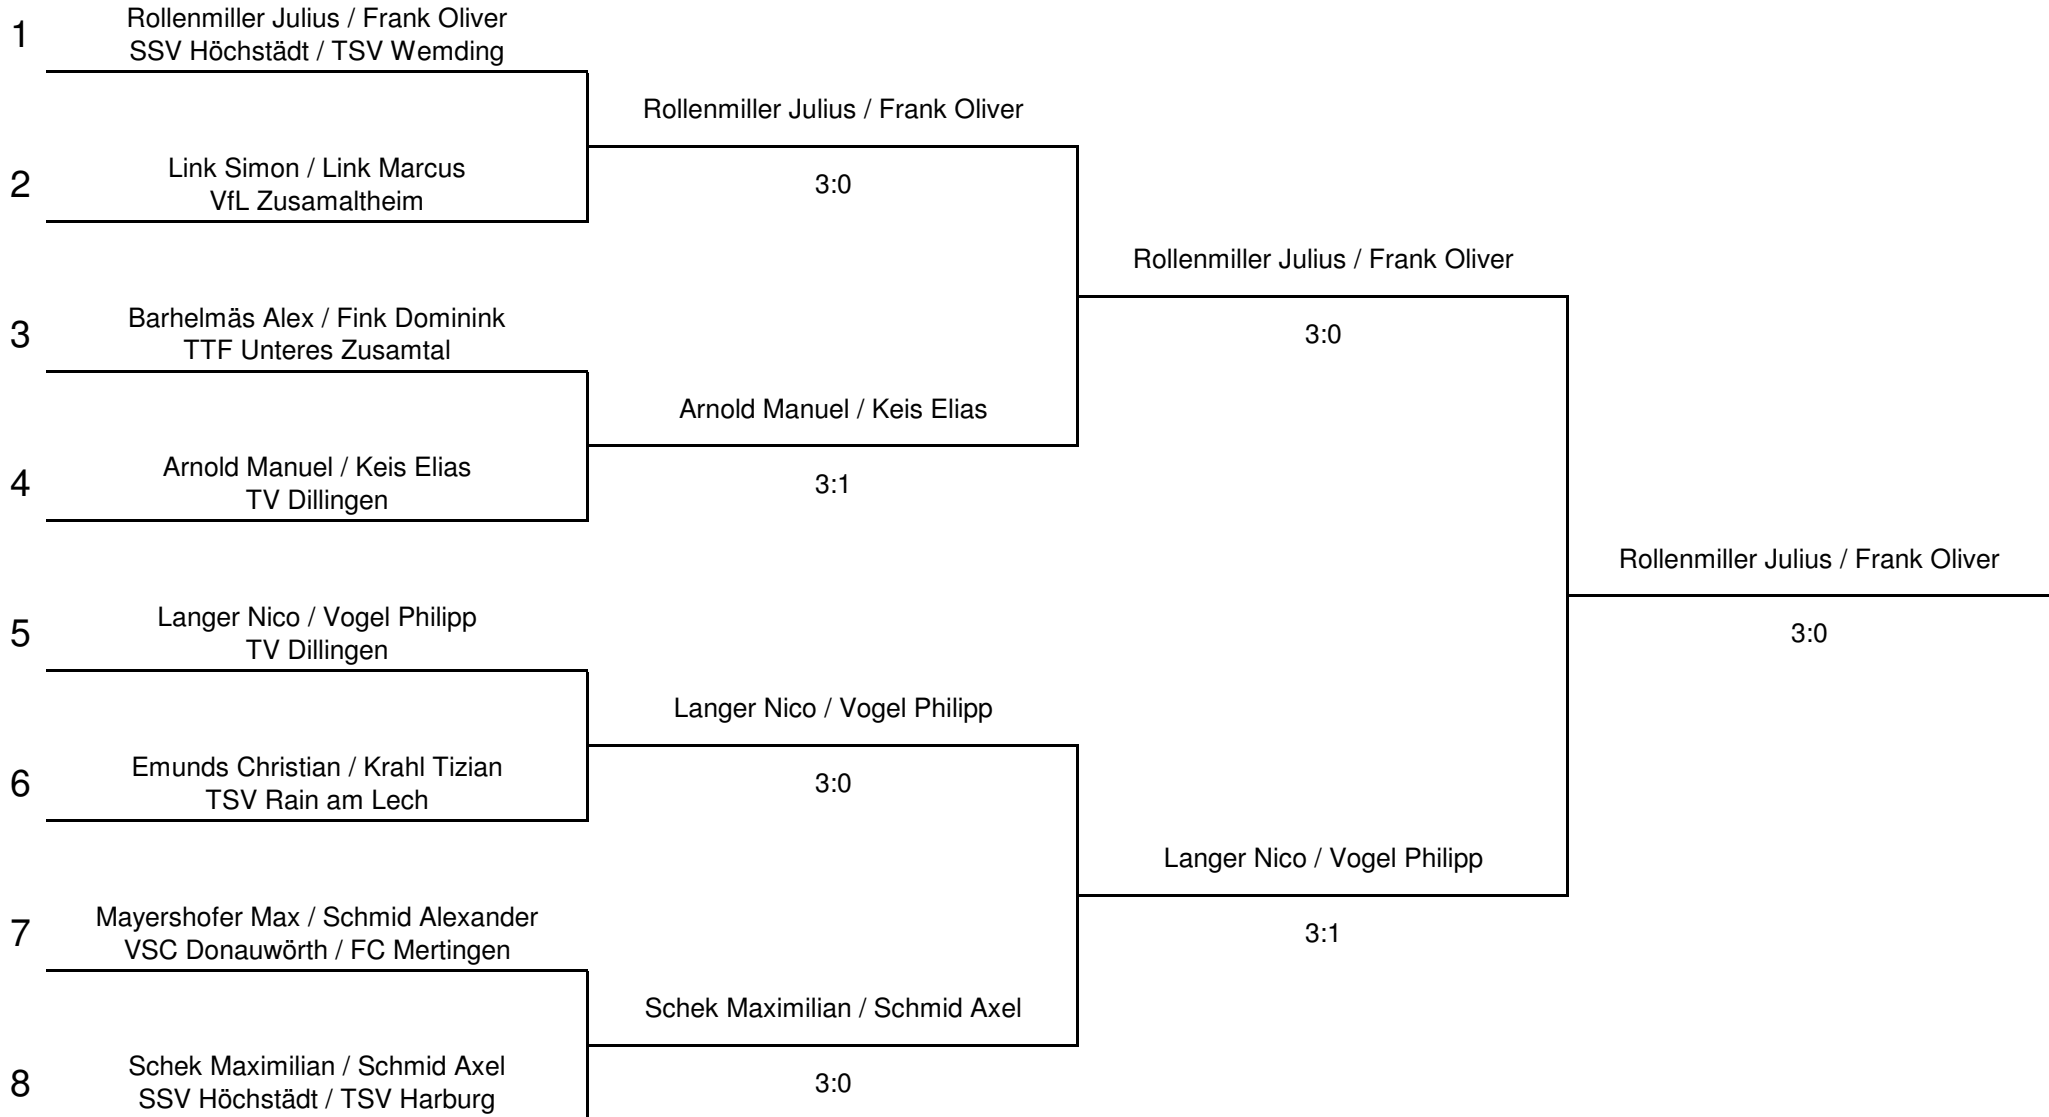 1
Rollenmiller Julius / Frank Oliver
SSV Höchstädt / TSV Wemding
Rollenmiller Julius / Frank Oliver
2
Link Simon / Link Marcus
VfL Zusamaltheim
3:0
Rollenmiller Julius / Frank Oliver
3
Barhelmäs Alex / Fink Dominink
TTF Unteres Zusamtal
3:0
Arnold Manuel / Keis Elias
4
Arnold Manuel / Keis Elias
TV Dillingen
3:1
Rollenmiller Julius / Frank Oliver
5
Langer Nico / Vogel Philipp
TV Dillingen
3:0
Langer Nico / Vogel Philipp
6
Emunds Christian / Krahl Tizian
TSV Rain am Lech
3:0
Langer Nico / Vogel Philipp
7
Mayershofer Max / Schmid Alexander
VSC Donauwörth / FC Mertingen
3:1
Schek Maximilian / Schmid Axel
8
Schek Maximilian / Schmid Axel
SSV Höchstädt / TSV Harburg
3:0